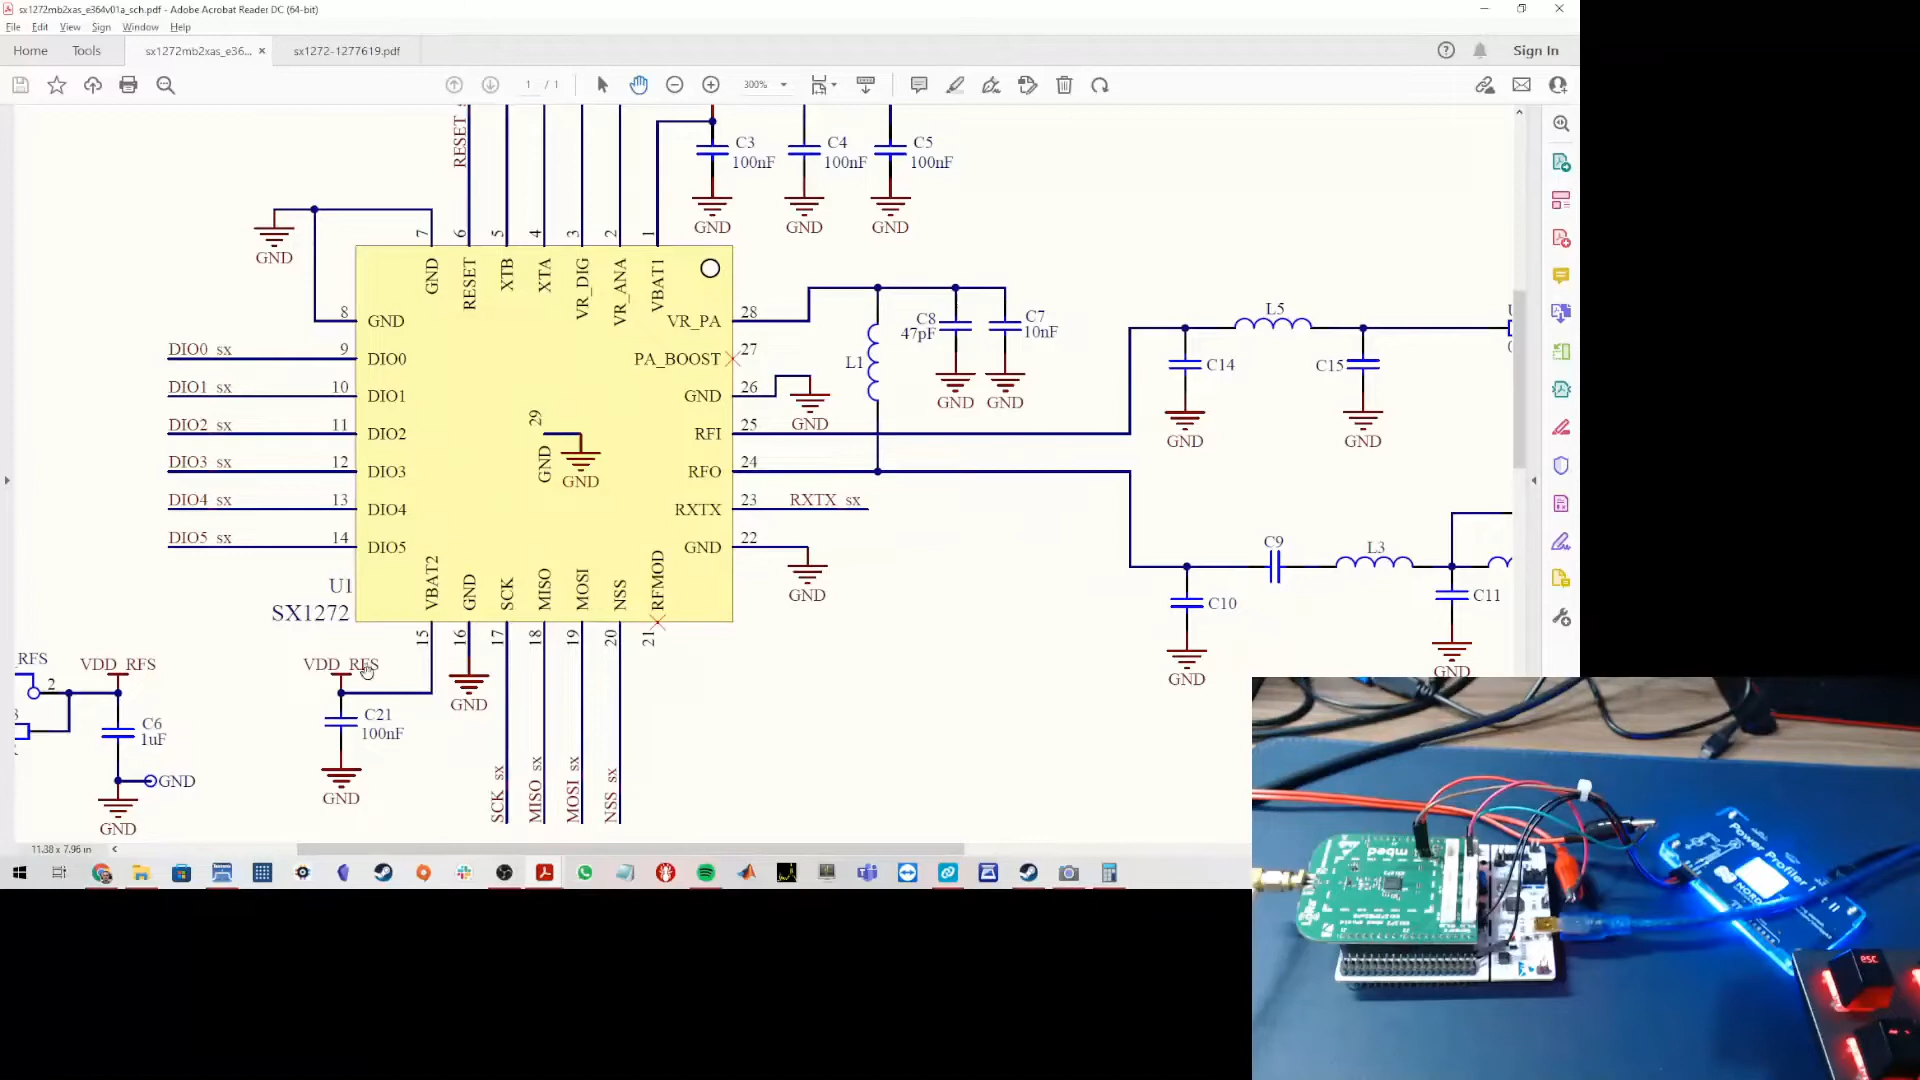 sx1272mb2xas_e364v01a_sch.pdf - Adobe Acrobat Reader DC (64-bit)
File Edit View Sign Window Help
Home Tools sx1272mb2xas_e36... × sx1272-1277619.pdf Sign In
1 / 1 300%
RESET
C3 100nF
C4 100nF
C5 100nF
GND GND GND
GND
7 6 5 4 3 2 1
GND RESET XTB XTA VR_DIG VR_ANA VBAT1
8 GND
DIO0_sx 9 DIO0
DIO1_sx 10 DIO1
DIO2_sx 11 DIO2
DIO3_sx 12 DIO3
DIO4_sx 13 DIO4
DIO5_sx 14 DIO5
29 GND
GND
VR_PA 28
PA_BOOST 27
GND 26
GND
RFI 25
RFO 24
RXTX 23 RXTX_sx
GND 22
GND
L1
C8 47pF
C7 10nF
GND GND
L5
C14
C15
GND GND
C9
L3
C10
C11
GND
GND
U1
SX1272
VBAT2 GND SCK MISO MOSI NSS RFMOD
15 16 17 18 19 20 21
RFS
2
VDD_RFS
C6
1uF
GND
GND
VDD_RFS
C21
100nF
GND
GND
SCK_sx MISO_sx MOSI_sx NSS_sx
11.38 x 7.96 in
mbed
Power Profiler
esc